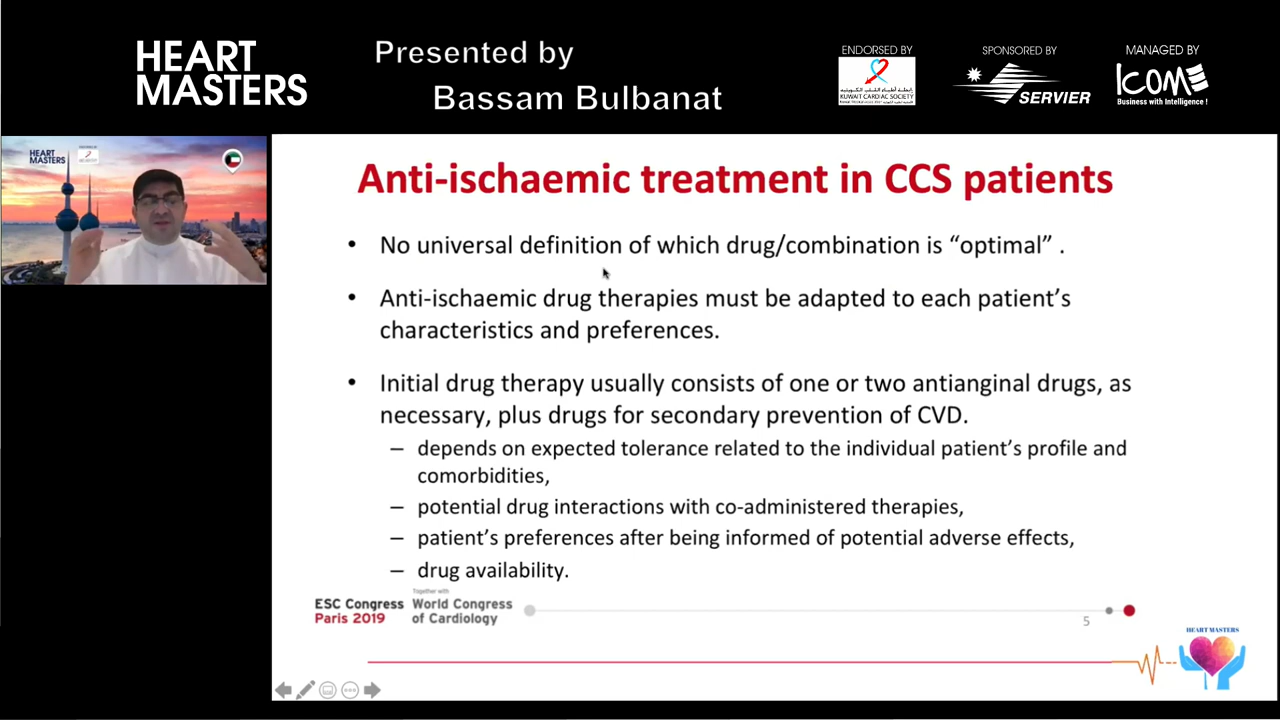 HEART
MASTERS
Presented by
Bassam Bulbanat
ENDORSED BY
KUWAIT CARDIAC SOCIETY
SPONSORED BY
SERVIER
MANAGED BY
ICOME
Business with Intelligence !
HEART
MASTERS
Anti-ischaemic treatment in CCS patients
• No universal definition of which drug/combination is “optimal” .
• Anti-ischaemic drug therapies must be adapted to each patient’s
characteristics and preferences.
• Initial drug therapy usually consists of one or two antianginal drugs, as
necessary, plus drugs for secondary prevention of CVD.
– depends on expected tolerance related to the individual patient’s profile and
comorbidities,
– potential drug interactions with co-administered therapies,
– patient’s preferences after being informed of potential adverse effects,
– drug availability.
ESC Congress
Paris 2019
Together with
World Congress
of Cardiology
5
HEART MASTERS